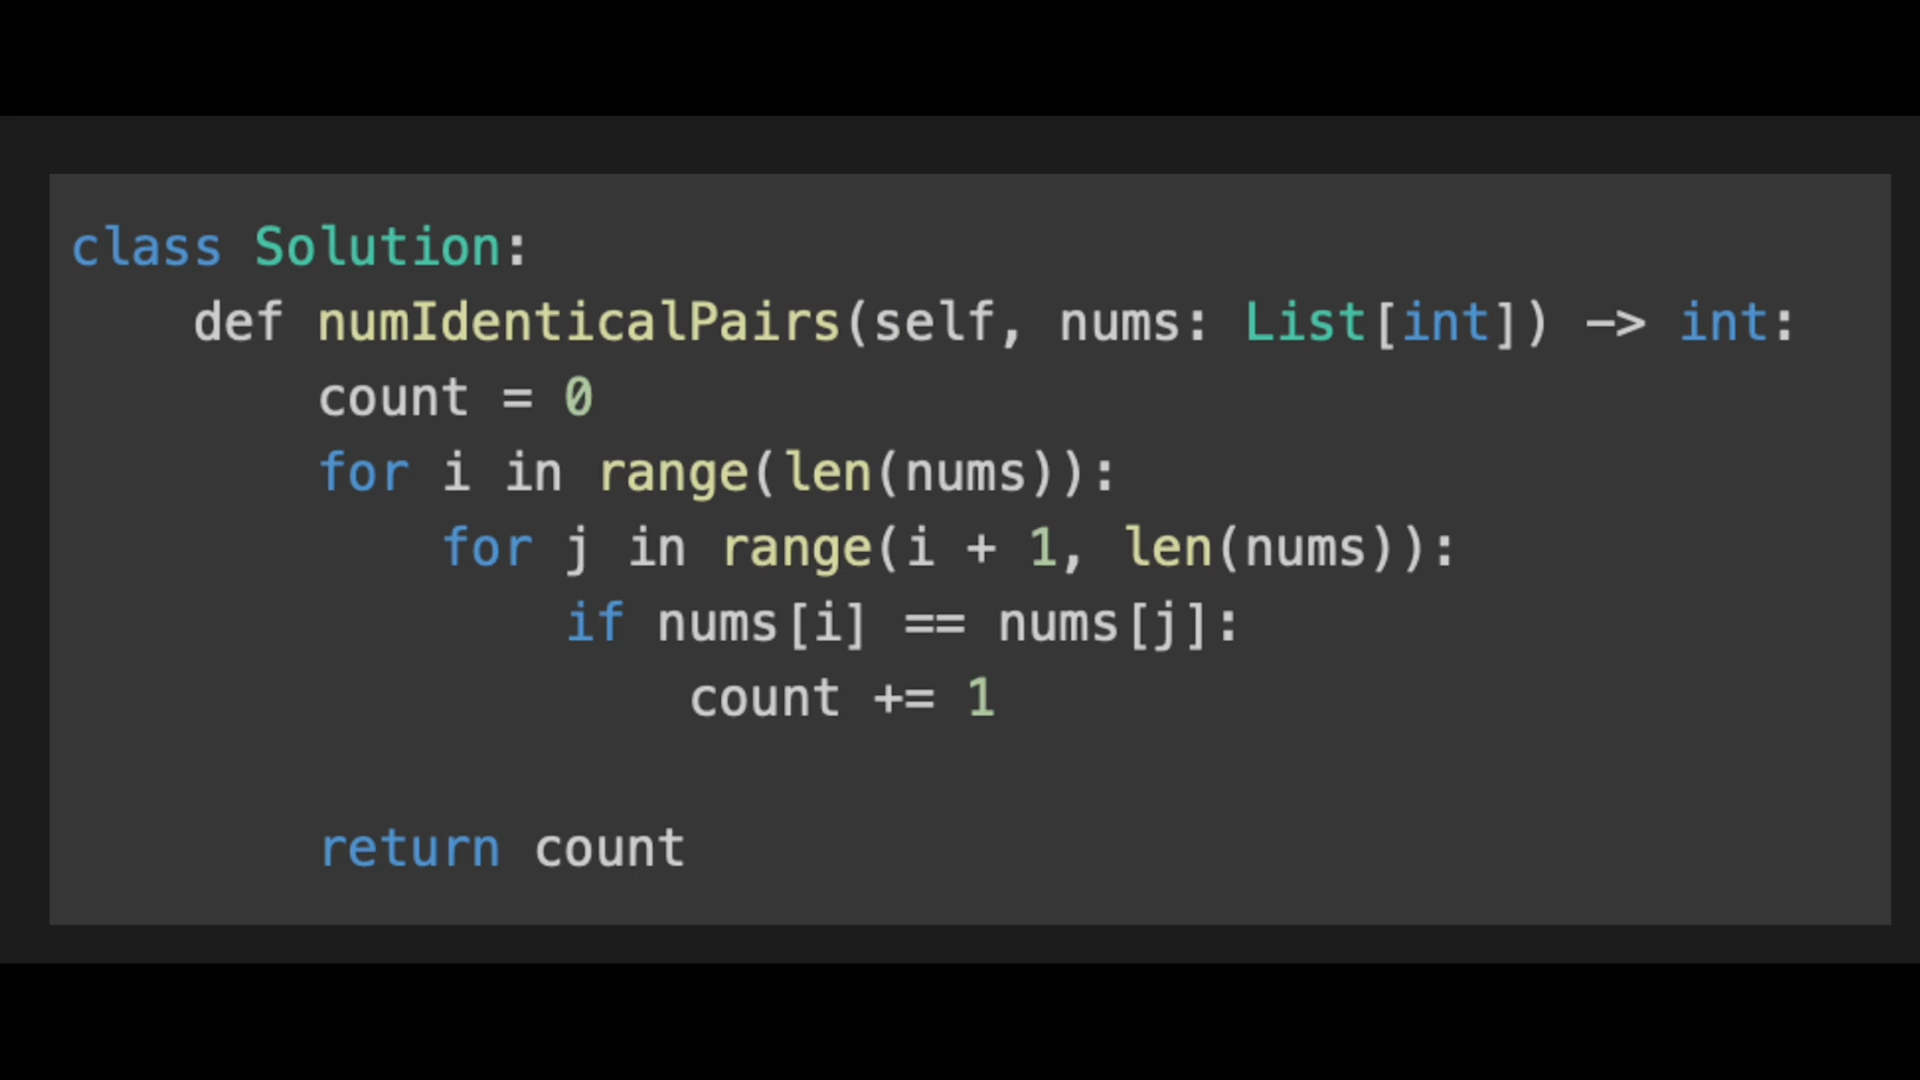 class Solution:
    def numIdenticalPairs(self, nums: List[int]) -> int:
        count = 0
        for i in range(len(nums)):
            for j in range(i + 1, len(nums)):
                if nums[i] == nums[j]:
                    count += 1

        return count